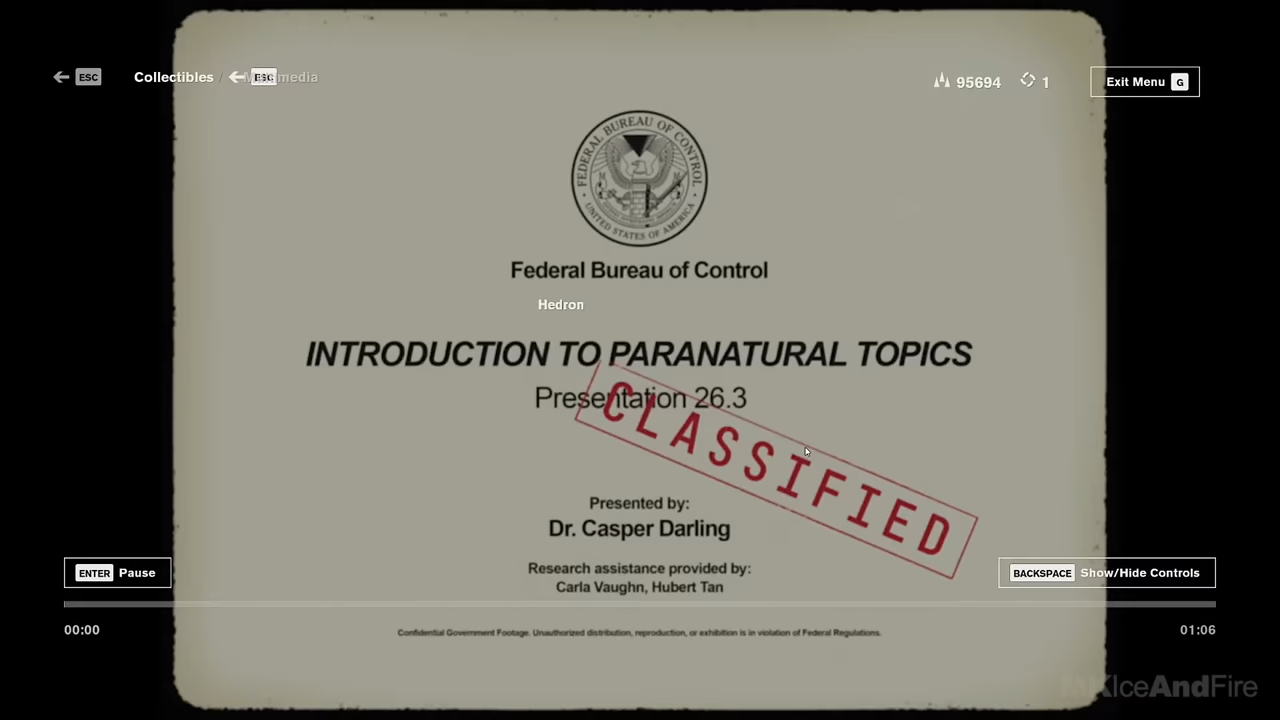 ESC Collectibles / ESC Multimedia
95694 1 Exit Menu G
FEDERAL BUREAU OF CONTROL
UNITED STATES OF AMERICA
Federal Bureau of Control
Hedron
INTRODUCTION TO PARANATURAL TOPICS
Presentation 26.3
CLASSIFIED
Presented by:
Dr. Casper Darling
Research assistance provided by:
Carla Vaughn, Hubert Tan
ENTER Pause
BACKSPACE Show/Hide Controls
00:00
01:06
Confidential Government Footage. Unauthorized distribution, reproduction, or exhibition is in violation of Federal Regulations.
IceAndFire